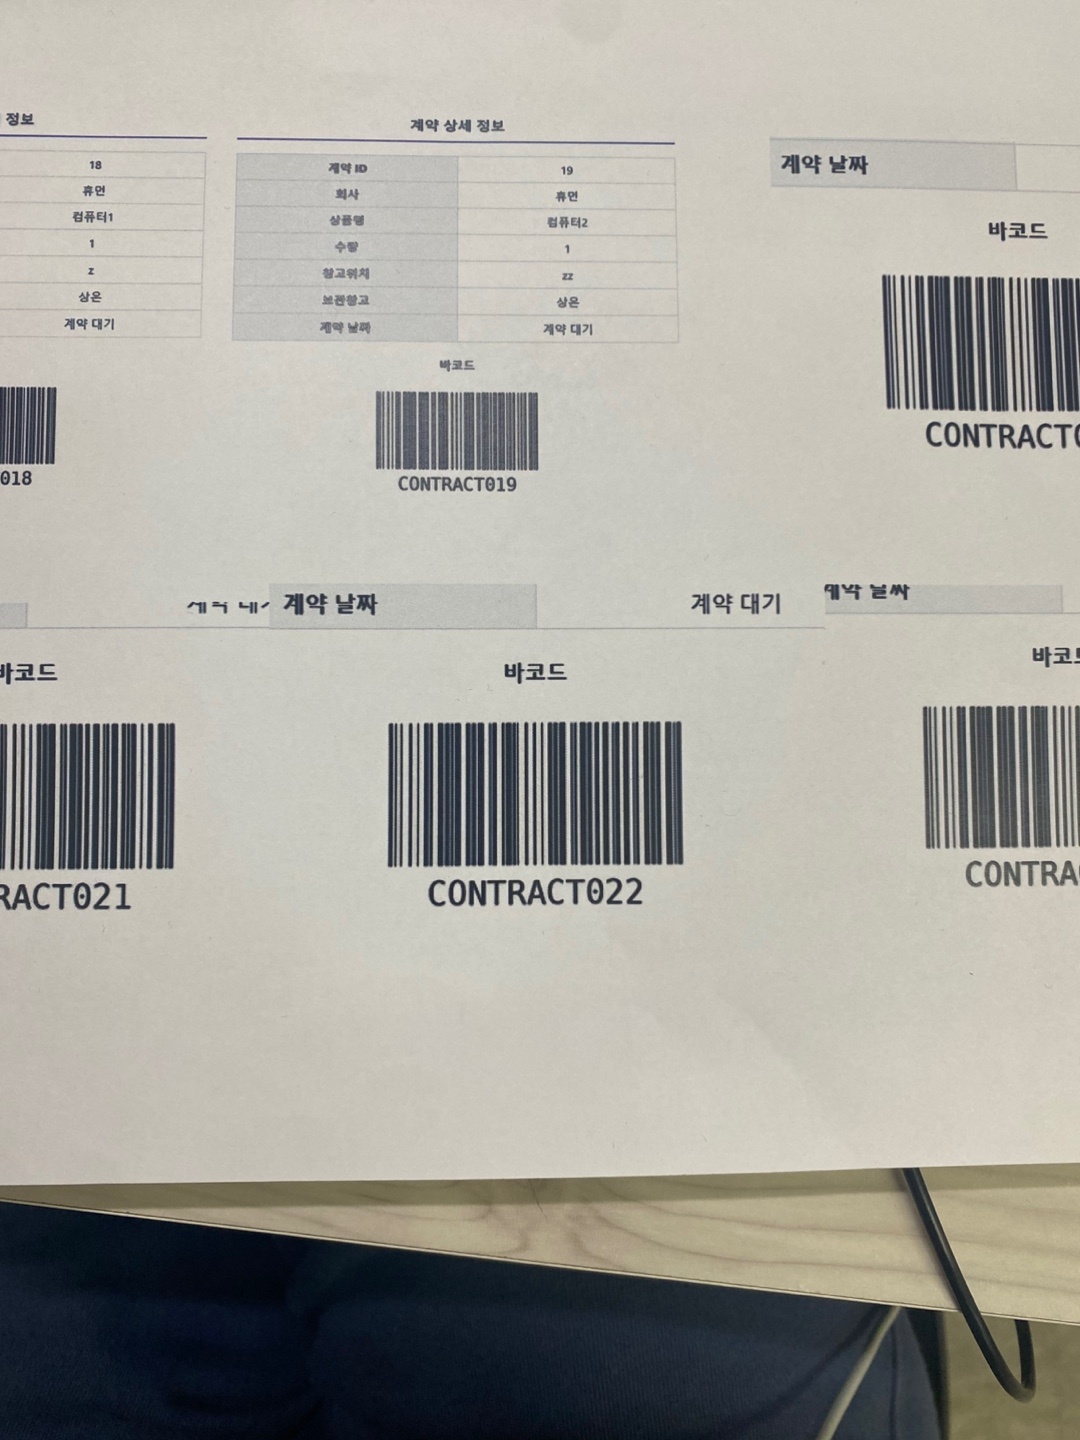 정보
18
휴먼
컴퓨터1
1
z
상온
계약 대기
018
계약 상세 정보
계약 ID 19
회사 휴먼
상품명 컴퓨터2
수량 1
창고위치 zz
보관창고 상온
계약 날짜 계약 대기
바코드
CONTRACT019
계약 날짜
바코드
CONTRACT0
바코드
RACT021
계약 날짜 계약 대기
바코드
CONTRACT022
계약 날짜
바코드
CONTRA